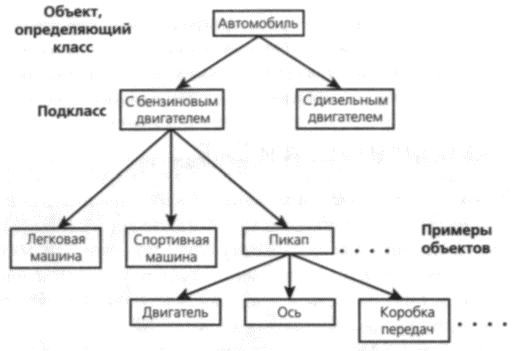 Объект,
определяющий
класс
Автомобиль
Подкласс
С бензиновым
двигателем
С дизельным
двигателем
Легковая
машина
Спортивная
машина
Пикап
. . . .
Примеры
объектов
Двигатель
Ось
Коробка
передач
. . . .